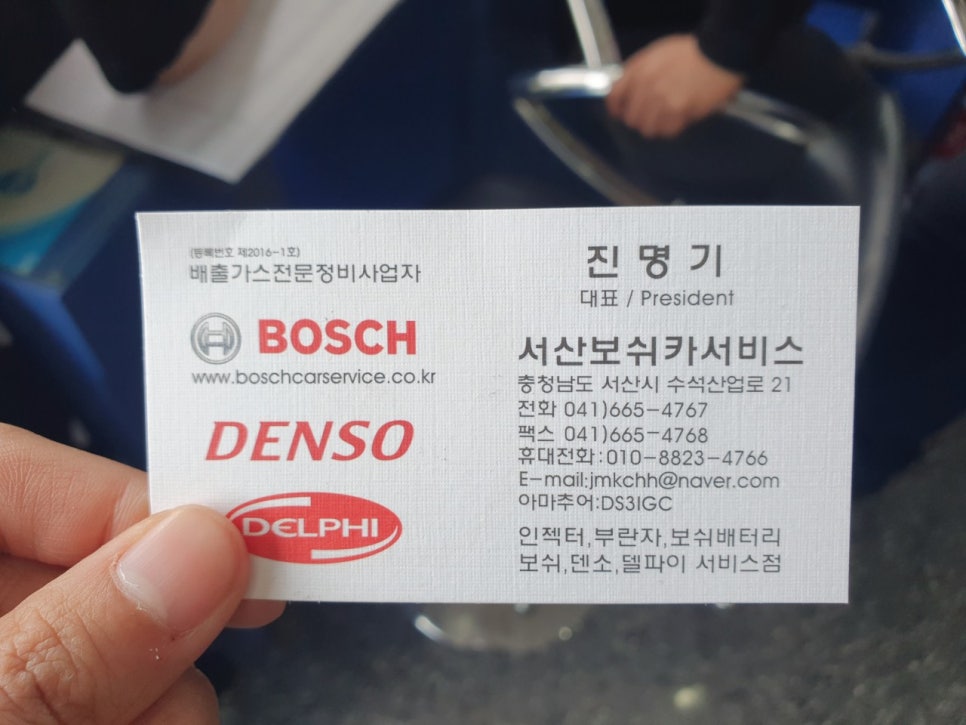 (등록번호 제2016-1호)
배출가스전문정비사업자
BOSCH
www.boschcarservice.co.kr
DENSO
DELPHI
진 명 기
대표 / President
서산보쉬카서비스
충청남도 서산시 수석산업로 21
전화 041)665-4767
팩스 041)665-4768
휴대전화:010-8823-4766
E-mail:jmkchh@naver.com
아마추어:DS3IGC
인젝터,부란자,보쉬배터리
보쉬,덴소,델파이 서비스점